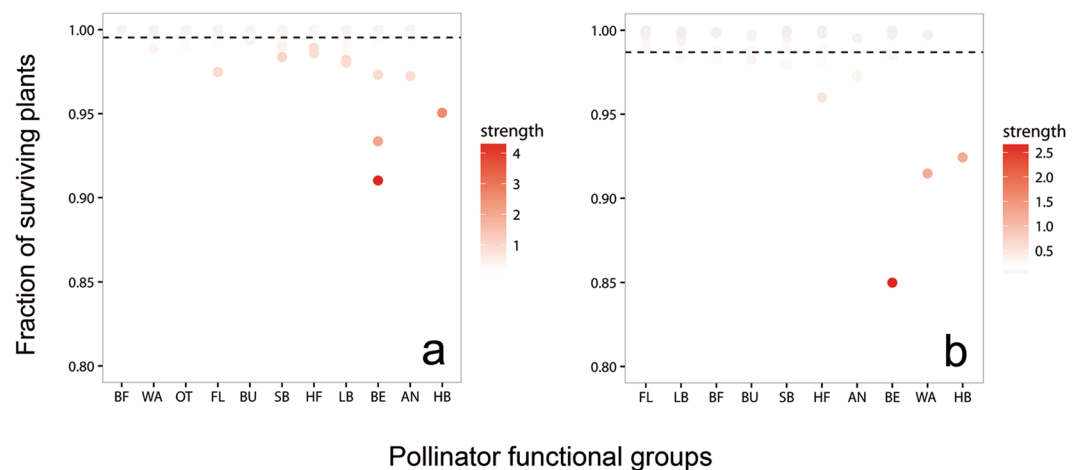 Fraction of surviving plants
1.00
0.95
0.90
0.85
0.80
BF WA OT FL BU SB HF LB BE AN HB
a
strength
4
3
2
1
1.00
0.95
0.90
0.85
0.80
FL LB BF BU SB HF AN BE WA HB
b
strength
2.5
2.0
1.5
1.0
0.5
Pollinator functional groups